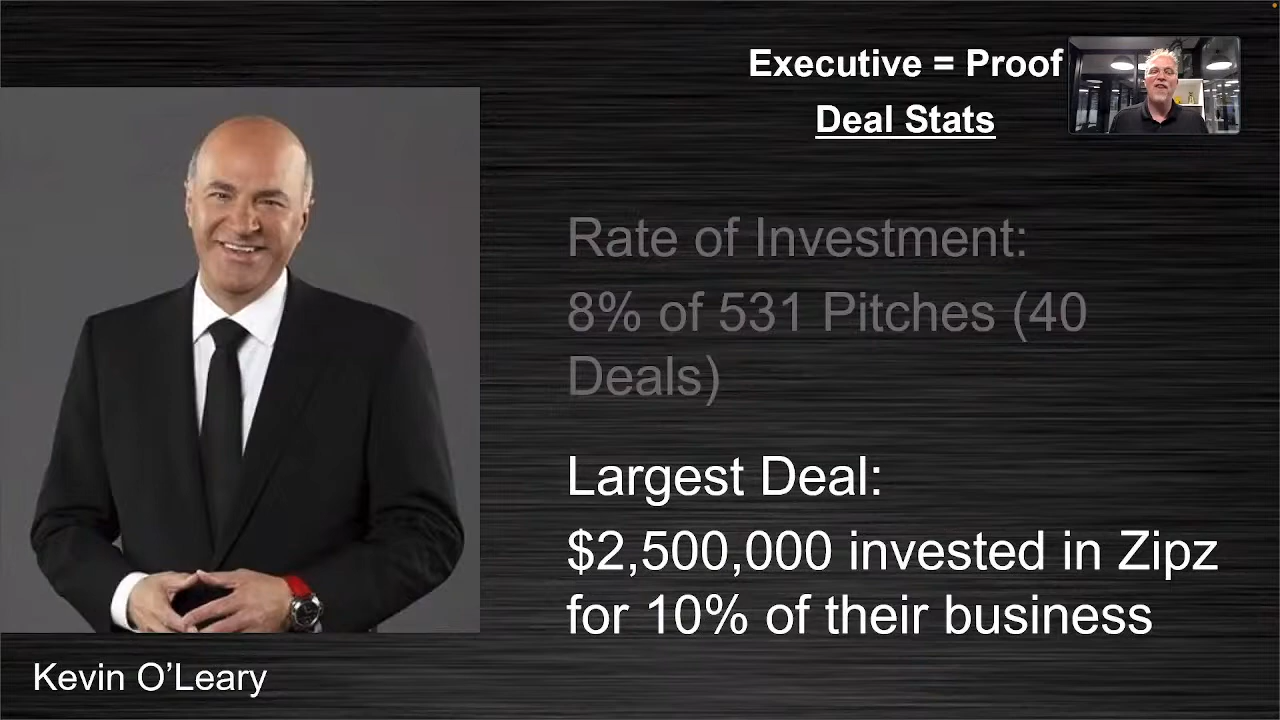 Executive = Proof
Deal Stats
Rate of Investment:
8% of 531 Pitches (40
Deals)
Largest Deal:
$2,500,000 invested in Zipz
for 10% of their business
Kevin O’Leary